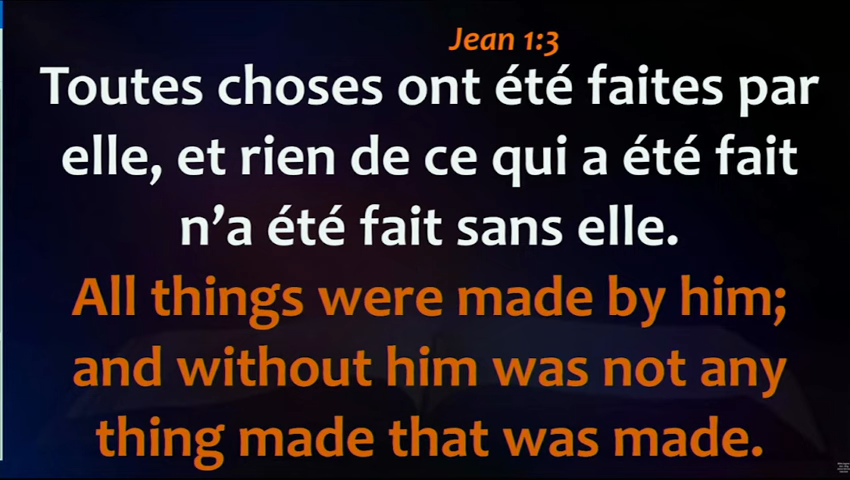 Jean 1:3
Toutes choses ont été faites par
elle, et rien de ce qui a été fait
n’a été fait sans elle.
All things were made by him;
and without him was not any
thing made that was made.